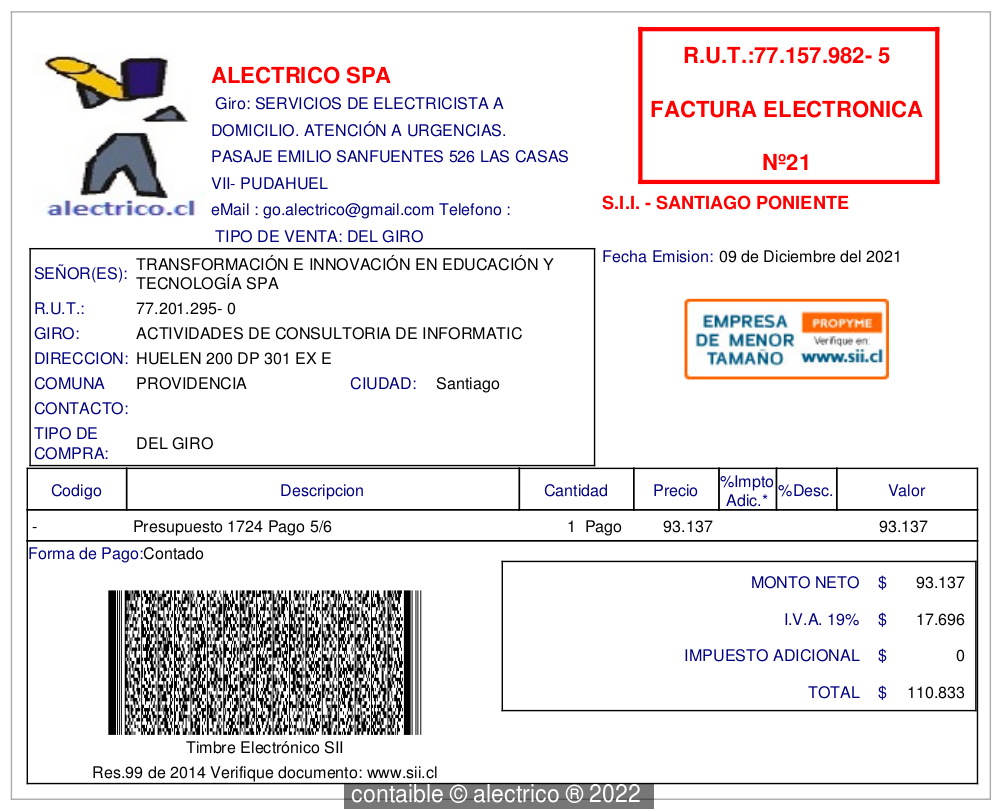 alectrico.cl
ALECTRICO SPA
Giro: SERVICIOS DE ELECTRICISTA A
DOMICILIO. ATENCIÓN A URGENCIAS.
PASAJE EMILIO SANFUENTES 526 LAS CASAS
VII- PUDAHUEL
eMail : go.alectrico@gmail.com Telefono :
TIPO DE VENTA: DEL GIRO
R.U.T.:77.157.982- 5
FACTURA ELECTRONICA
Nº21
S.I.I. - SANTIAGO PONIENTE
Fecha Emision: 09 de Diciembre del 2021
SEÑOR(ES): TRANSFORMACIÓN E INNOVACIÓN EN EDUCACIÓN Y
TECNOLOGÍA SPA
R.U.T.: 77.201.295- 0
GIRO: ACTIVIDADES DE CONSULTORIA DE INFORMATIC
DIRECCION: HUELEN 200 DP 301 EX E
COMUNA PROVIDENCIA CIUDAD: Santiago
CONTACTO:
TIPO DE
COMPRA: DEL GIRO
EMPRESA
DE MENOR
TAMAÑO
PROPYME
Verifique en:
www.sii.cl
Codigo Descripcion Cantidad Precio %Impto
Adic.* %Desc. Valor
- Presupuesto 1724 Pago 5/6 1 Pago 93.137 93.137
Forma de Pago:Contado
MONTO NETO $ 93.137
I.V.A. 19% $ 17.696
IMPUESTO ADICIONAL $ 0
TOTAL $ 110.833
Timbre Electrónico SII
Res.99 de 2014 Verifique documento: www.sii.cl
contaible © alectrico ® 2022